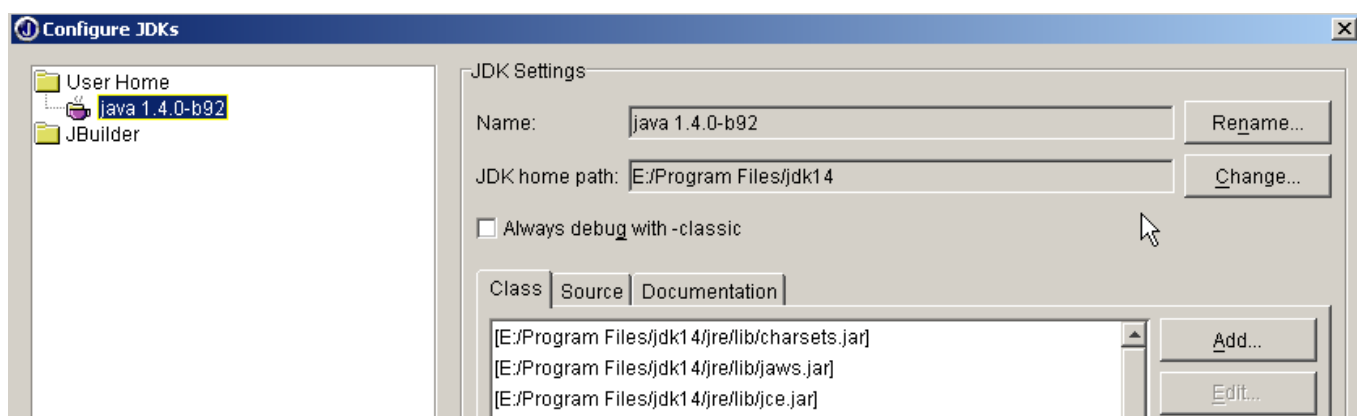 Configure JDKs
User Home
java 1.4.0-b92
JBuilder
JDK Settings
Name: java 1.4.0-b92 Rename...
JDK home path: E:/Program Files/jdk14 Change...
Always debug with -classic
Class Source Documentation
[E:/Program Files/jdk14/jre/lib/charsets.jar]
[E:/Program Files/jdk14/jre/lib/jaws.jar]
[E:/Program Files/jdk14/jre/lib/jce.jar]
Add...
Edit...